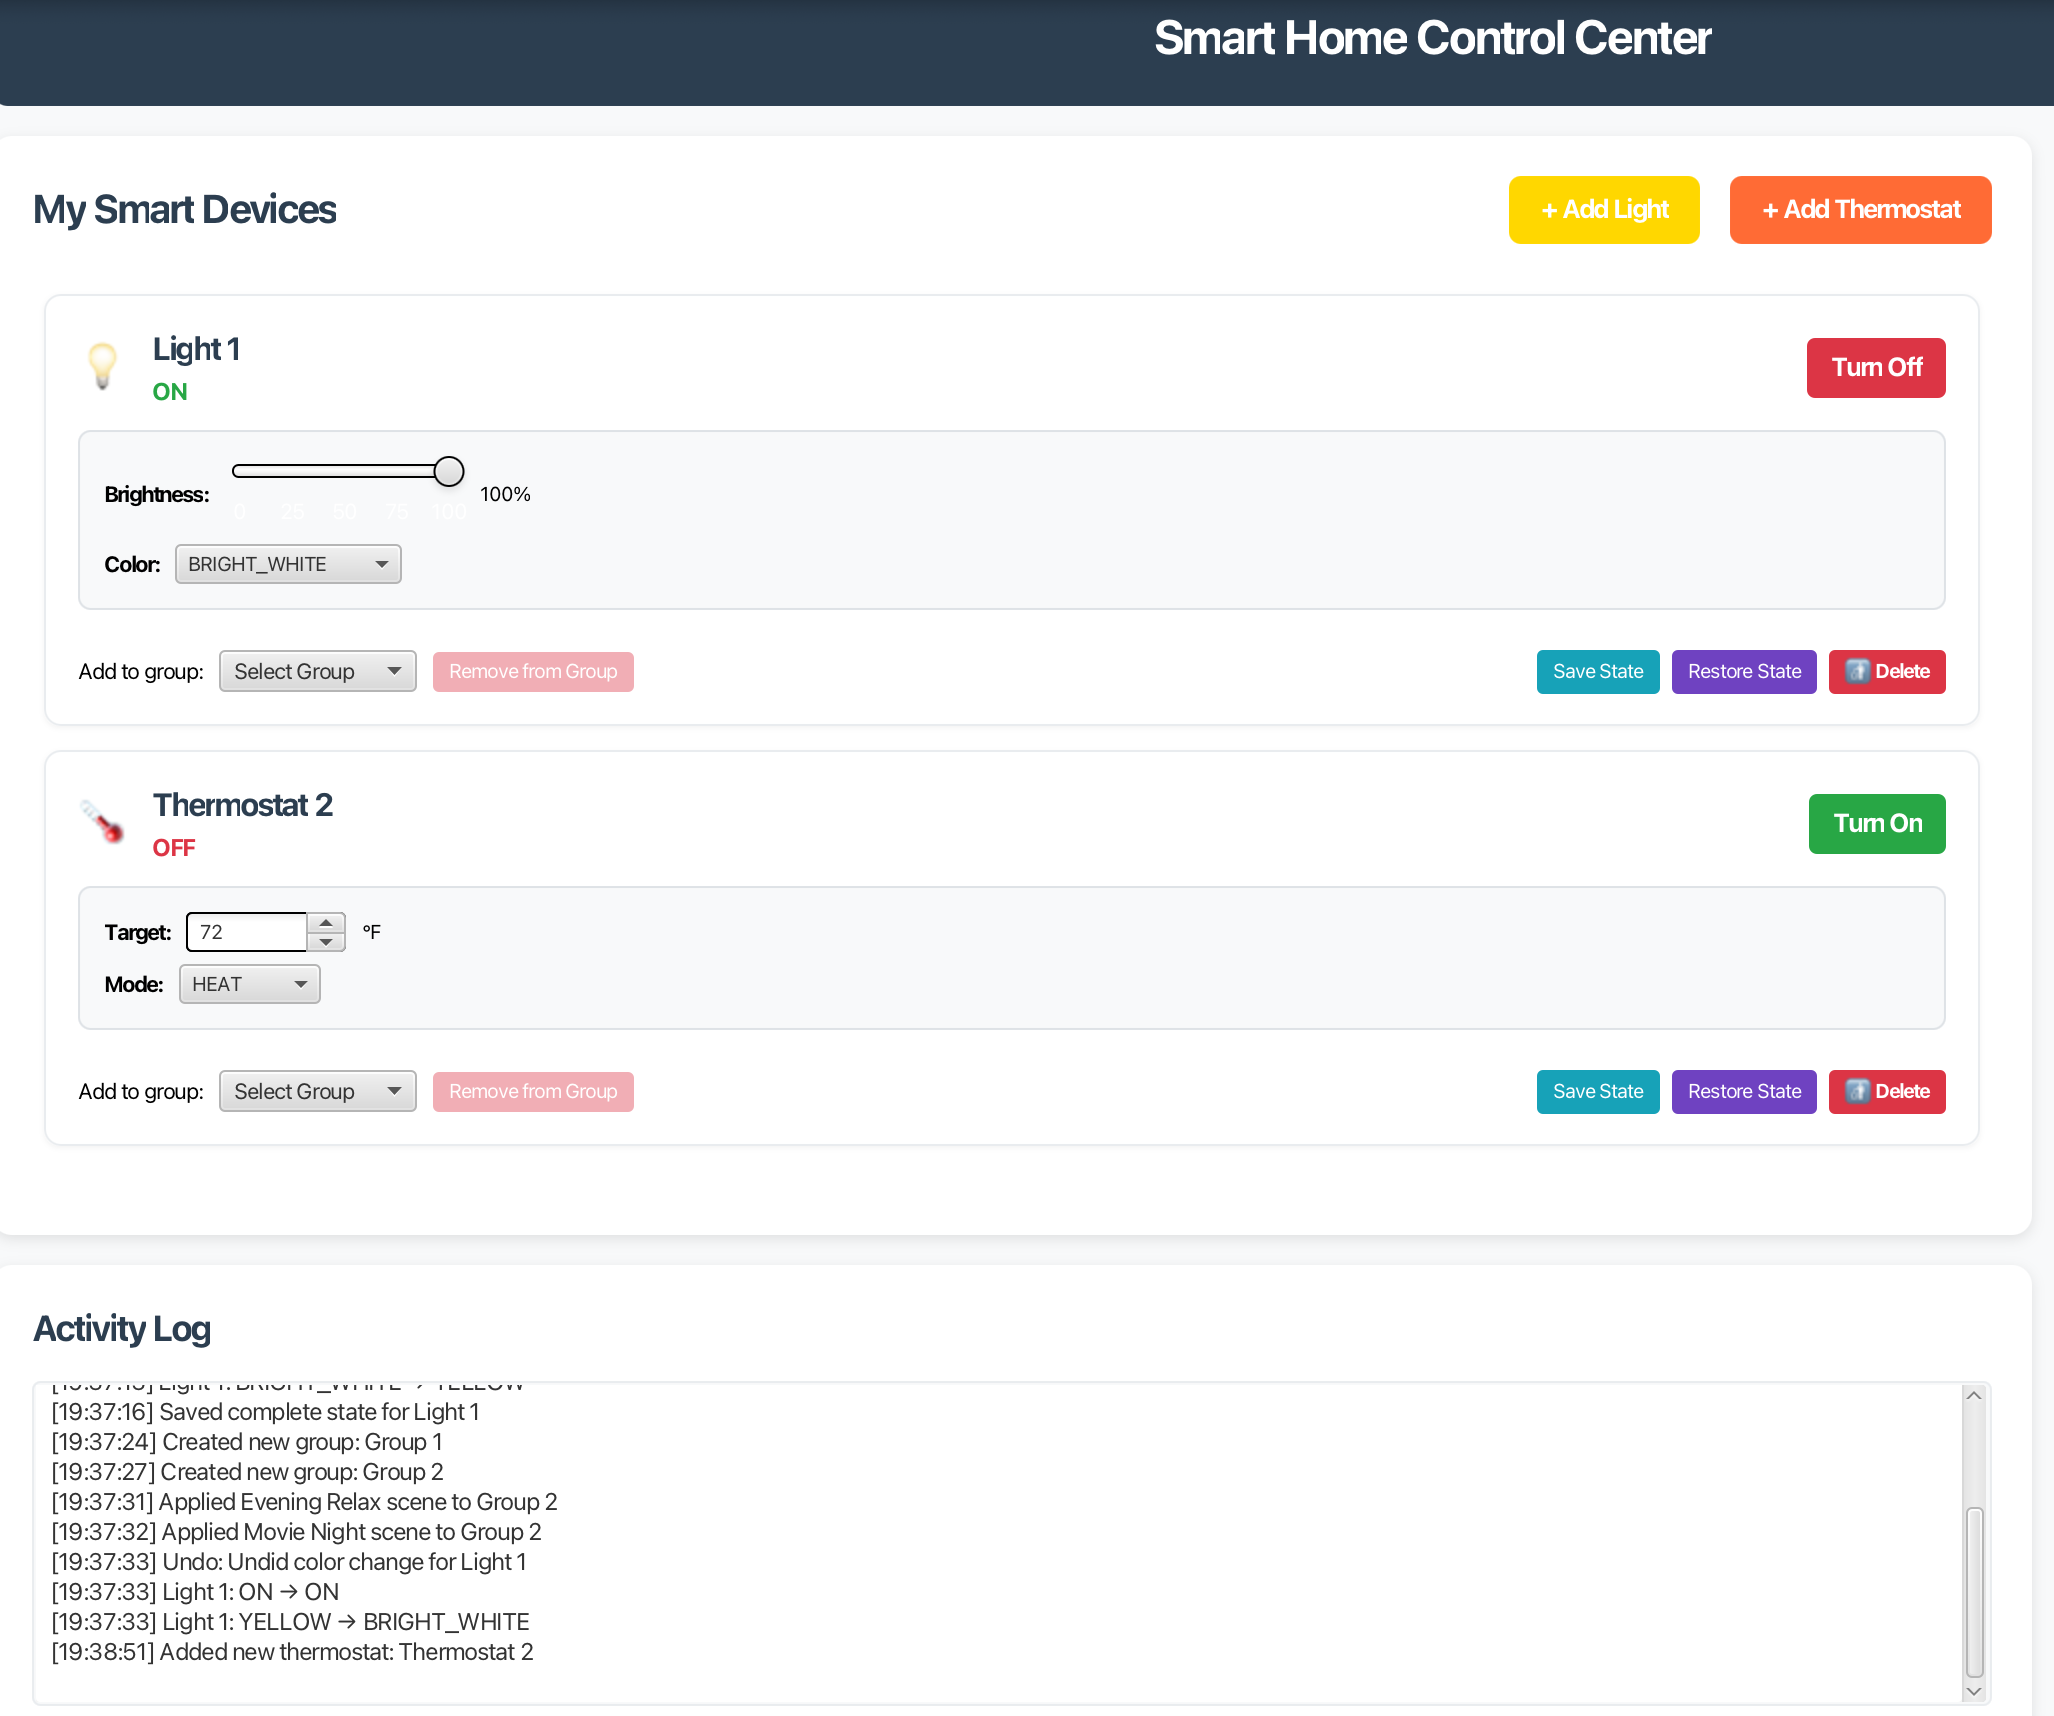 Smart Home Control Center
My Smart Devices
+ Add Light
+ Add Thermostat
Light 1
ON
Turn Off
Brightness:
0 25 50 75 100
100%
Color:
BRIGHT_WHITE
Add to group:
Select Group
Remove from Group
Save State
Restore State
Delete
Thermostat 2
OFF
Turn On
Target:
72
°F
Mode:
HEAT
Add to group:
Select Group
Remove from Group
Save State
Restore State
Delete
Activity Log
Light 1: BRIGHT_WHITE → YELLOW
[19:37:16] Saved complete state for Light 1
[19:37:24] Created new group: Group 1
[19:37:27] Created new group: Group 2
[19:37:31] Applied Evening Relax scene to Group 2
[19:37:32] Applied Movie Night scene to Group 2
[19:37:33] Undo: Undid color change for Light 1
[19:37:33] Light 1: ON → ON
[19:37:33] Light 1: YELLOW → BRIGHT_WHITE
[19:38:51] Added new thermostat: Thermostat 2